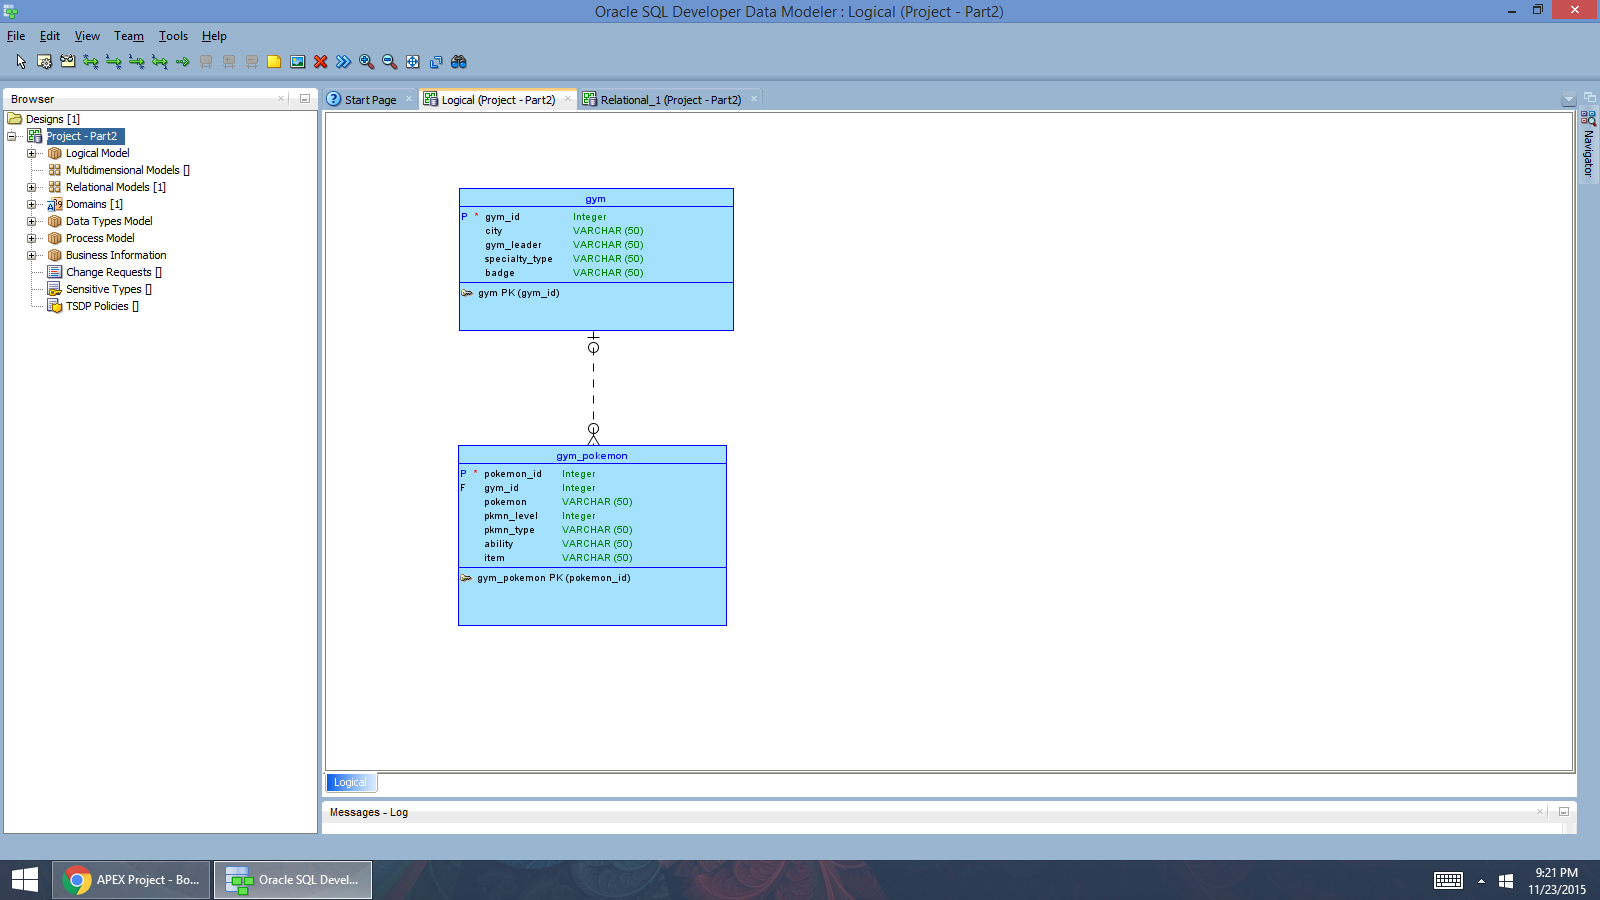 Oracle SQL Developer Data Modeler : Logical (Project - Part2)
File Edit View Team Tools Help
Browser
Start Page
Logical (Project - Part2)
Relational_1 (Project - Part2)
Designs [1]
Project - Part2
Logical Model
Multidimensional Models []
Relational Models [1]
Domains [1]
Data Types Model
Process Model
Business Information
Change Requests []
Sensitive Types []
TSDP Policies []
Navigator
gym
P * gym_id Integer
city VARCHAR (50)
gym_leader VARCHAR (50)
specialty_type VARCHAR (50)
badge VARCHAR (50)
gym PK (gym_id)
gym_pokemon
P * pokemon_id Integer
F gym_id Integer
pokemon VARCHAR (50)
pkmn_level Integer
pkmn_type VARCHAR (50)
ability VARCHAR (50)
item VARCHAR (50)
gym_pokemon PK (pokemon_id)
Logical
Messages - Log
APEX Project - Bo...
Oracle SQL Devel...
9:21 PM
11/23/2015